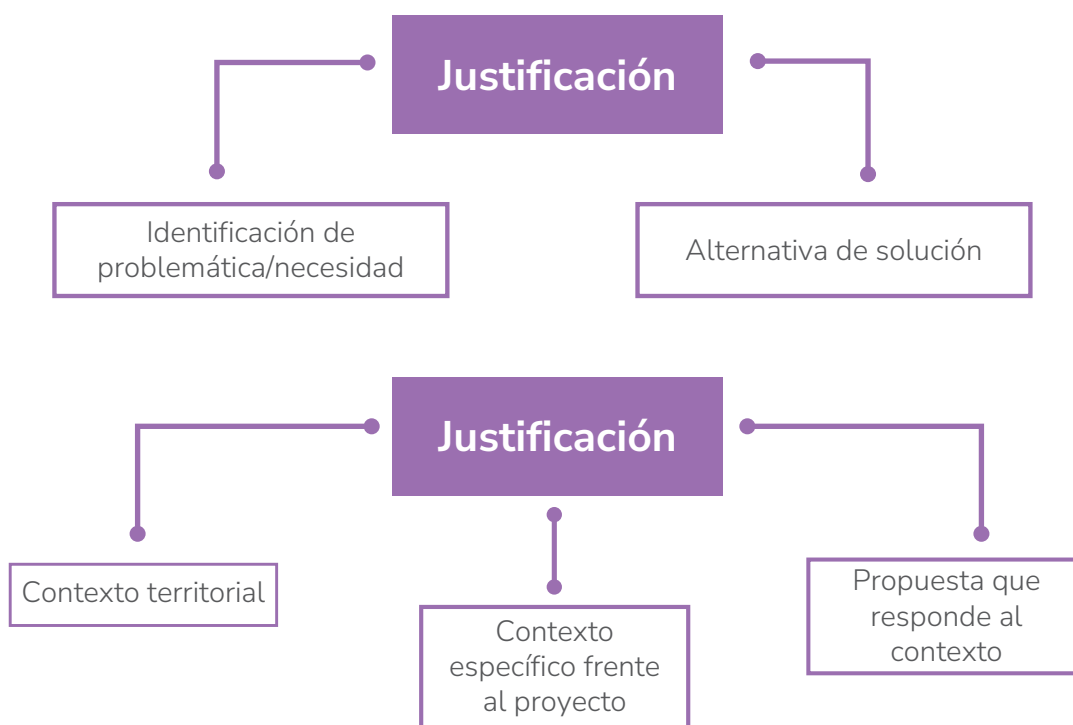 Justificación
Identificación de
problemática/necesidad
Alternativa de solución
Justificación
Contexto territorial
Contexto
específico frente
al proyecto
Propuesta que
responde al
contexto